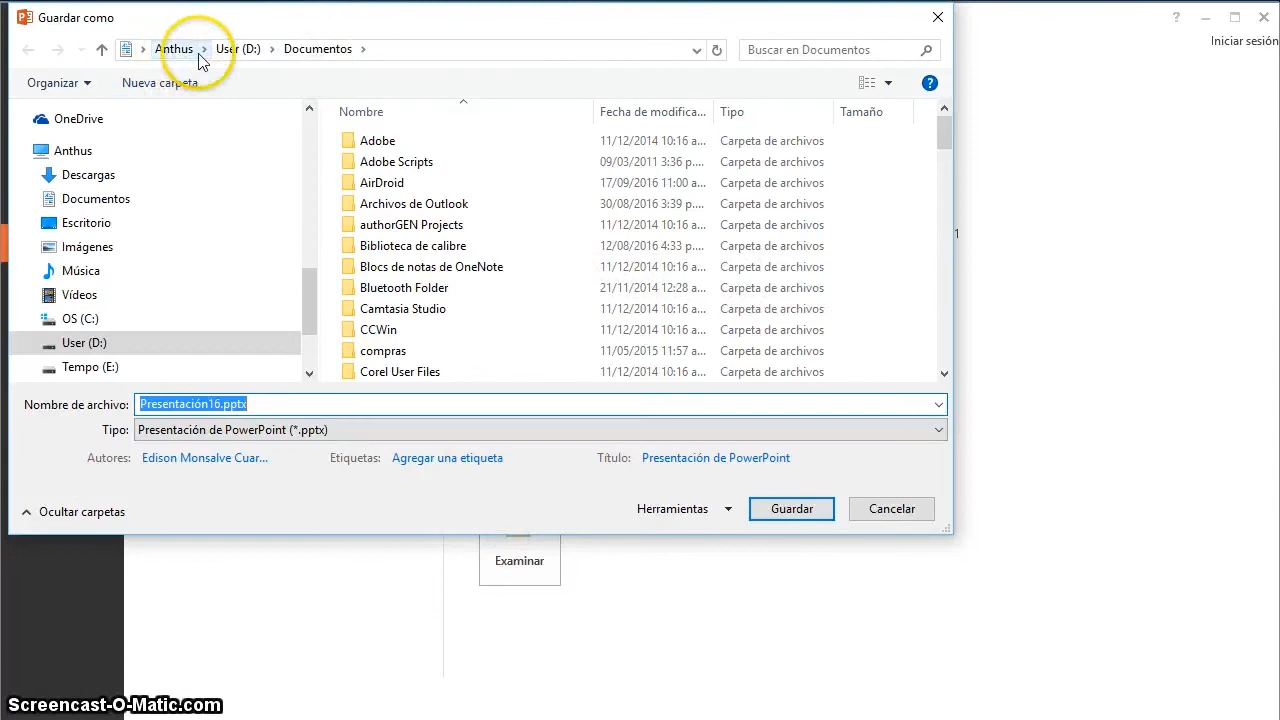 Guardar como
Iniciar sesión
Anthus
User (D:)
Documentos
Buscar en Documentos
Organizar
Nueva carpeta
?
OneDrive
Anthus
Descargas
Documentos
Escritorio
Imágenes
Música
Vídeos
OS (C:)
User (D:)
Tempo (E:)
Nombre Fecha de modifica... Tipo Tamaño
Adobe 11/12/2014 10:16 a... Carpeta de archivos
Adobe Scripts 09/03/2011 3:36 p.... Carpeta de archivos
AirDroid 17/09/2016 11:00 a... Carpeta de archivos
Archivos de Outlook 30/08/2016 3:39 p.... Carpeta de archivos
authorGEN Projects 11/12/2014 10:16 a... Carpeta de archivos
Biblioteca de calibre 12/08/2016 4:33 p.... Carpeta de archivos
Blocs de notas de OneNote 11/12/2014 10:16 a... Carpeta de archivos
Bluetooth Folder 21/11/2014 12:28 a... Carpeta de archivos
Camtasia Studio 11/12/2014 10:16 a... Carpeta de archivos
CCWin 11/12/2014 10:16 a... Carpeta de archivos
compras 11/05/2015 11:57 a... Carpeta de archivos
Corel User Files 11/12/2014 10:16 a... Carpeta de archivos
1
Nombre de archivo: Presentación16.pptx
Tipo: Presentación de PowerPoint (*.pptx)
Autores: Edison Monsalve Cuar... Etiquetas: Agregar una etiqueta Título: Presentación de PowerPoint
Ocultar carpetas
Herramientas
Guardar
Cancelar
Examinar
Screencast-O-Matic.com